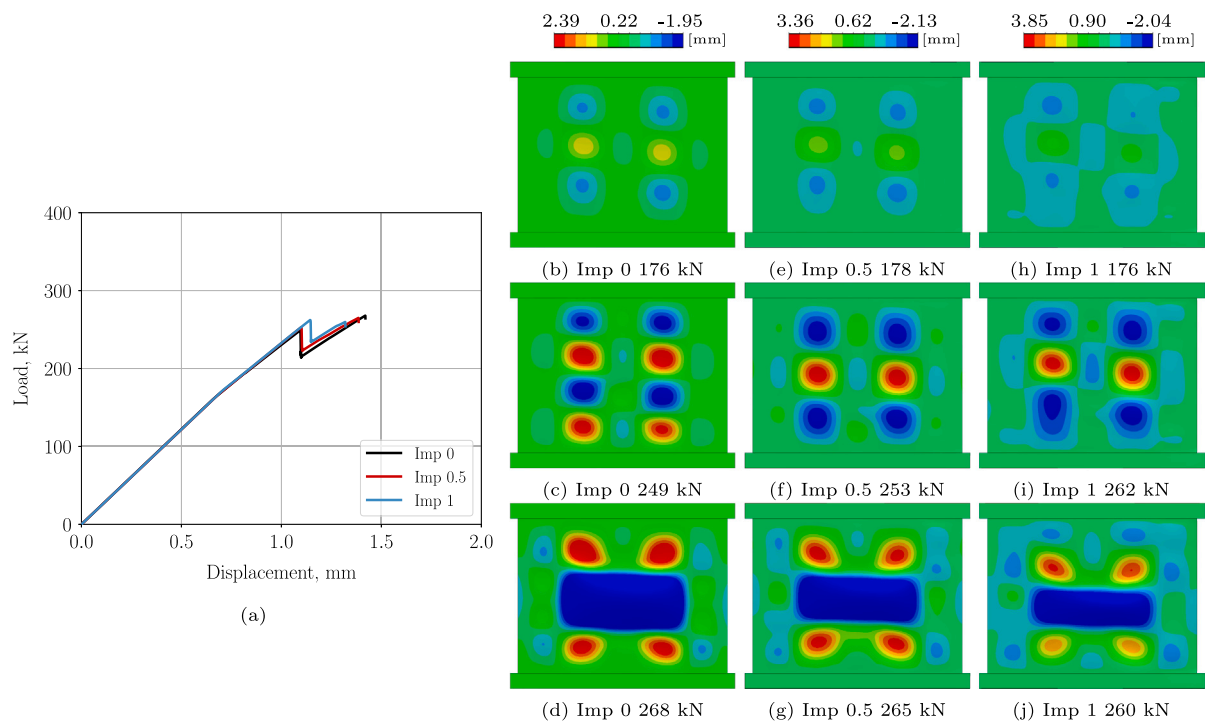 2.39 0.22 -1.95
[mm]
3.36 0.62 -2.13
[mm]
3.85 0.90 -2.04
[mm]
(b) Imp 0 176 kN
(e) Imp 0.5 178 kN
(h) Imp 1 176 kN
400
300
200
100
0
Load, kN
Imp 0
Imp 0.5
Imp 1
0.0 0.5 1.0 1.5 2.0
Displacement, mm
(a)
(c) Imp 0 249 kN
(f) Imp 0.5 253 kN
(i) Imp 1 262 kN
(d) Imp 0 268 kN
(g) Imp 0.5 265 kN
(j) Imp 1 260 kN